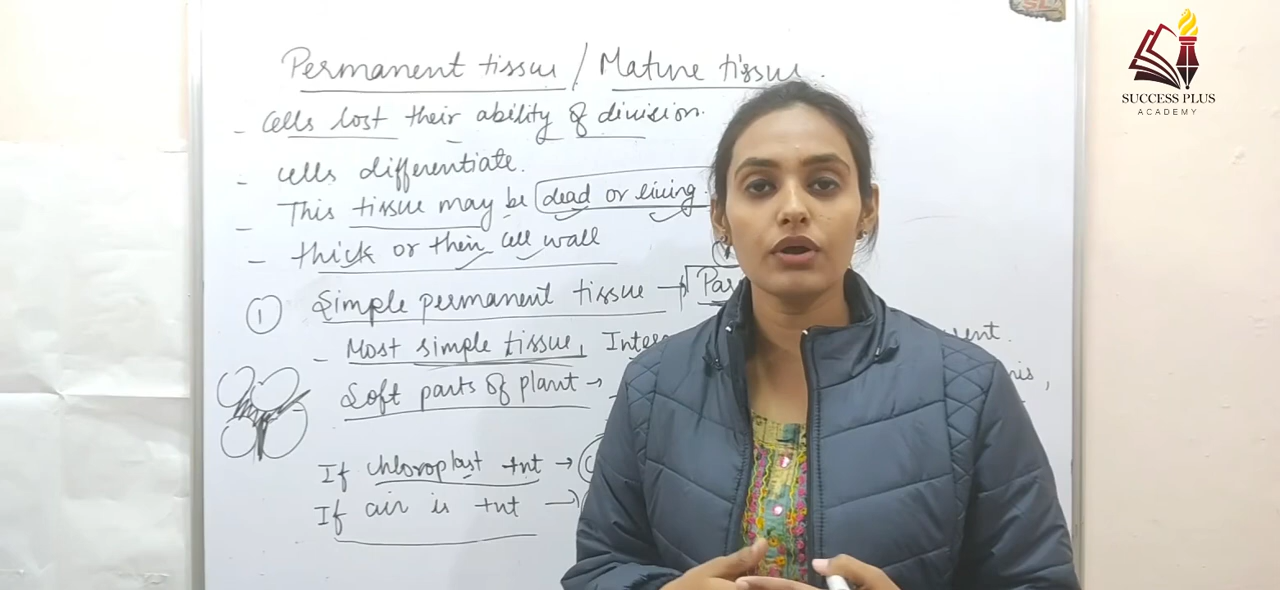 Permanent tissue / Mature tissue.
- Cells lost their ability of division.
- cells differentiate.
- This tissue may be dead or living.
- thick or thin cell wall
① Simple permanent tissue → Par
- Most simple tissue, Inter ent.
Soft parts of plant → is,
If chloroplast +nt → C
If air is +nt →
SL
SUCCESS PLUS
ACADEMY